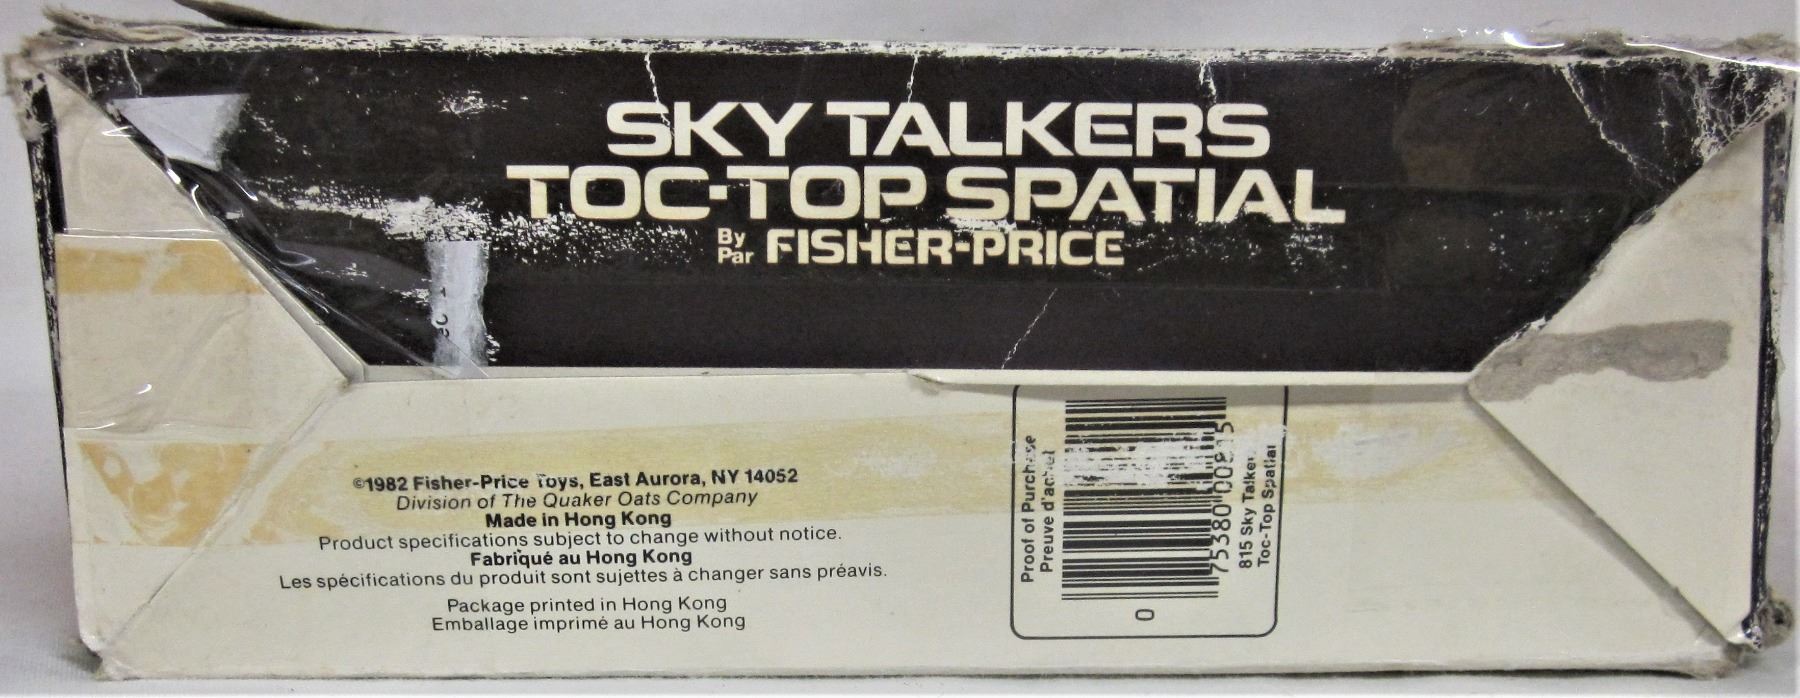 SKY TALKERS
TOC-TOP SPATIAL
By
Par FISHER-PRICE
©1982 Fisher-Price Toys, East Aurora, NY 14052
Division of The Quaker Oats Company
Made in Hong Kong
Product specifications subject to change without notice.
Fabriqué au Hong Kong
Les spécifications du produit sont sujettes à changer sans préavis.
Package printed in Hong Kong
Emballage imprimé au Hong Kong
Proof of Purchase
Preuve d'achat
0
75380 00815
815 Sky Talkers
Toc-Top Spatial